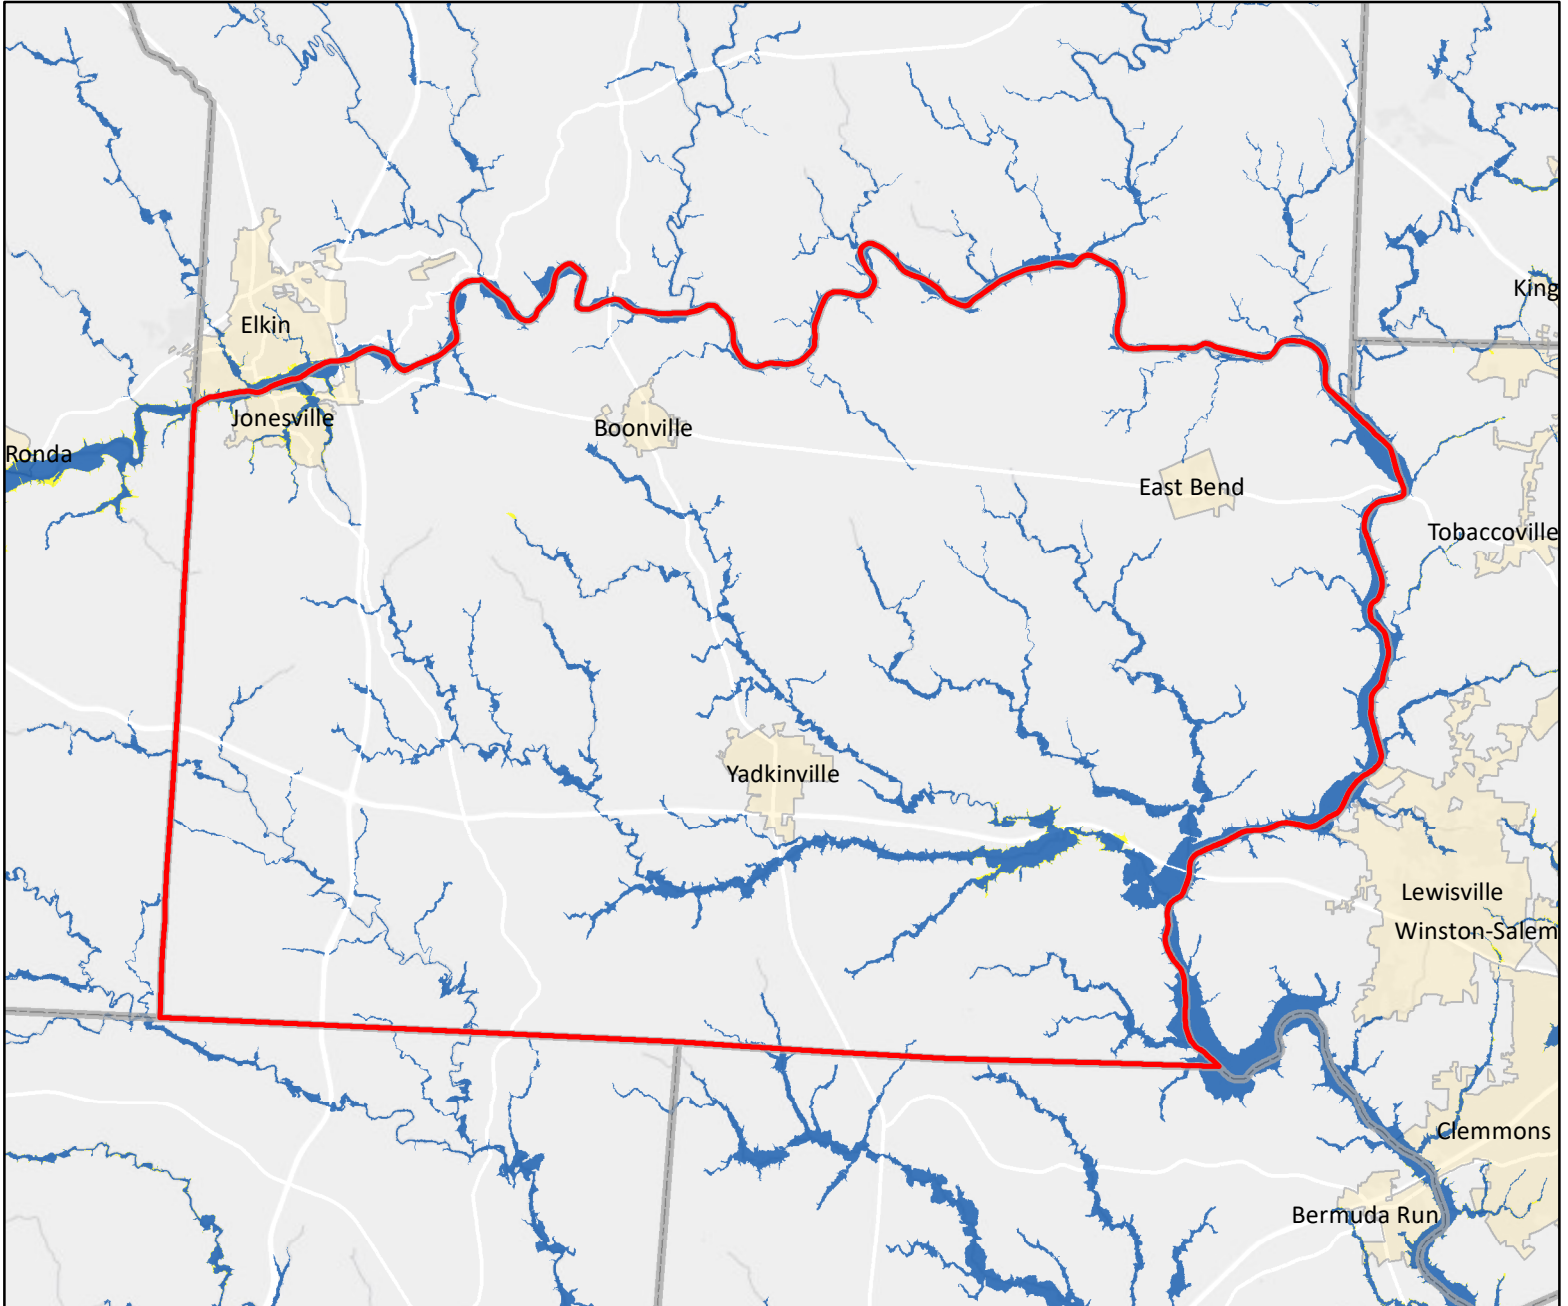 King
Elkin
Jonesville
Boonville
Ronda
East Bend
Tobaccoville
Yadkinville
Lewisville
Winston-Salem
Clemmons
Bermuda Run